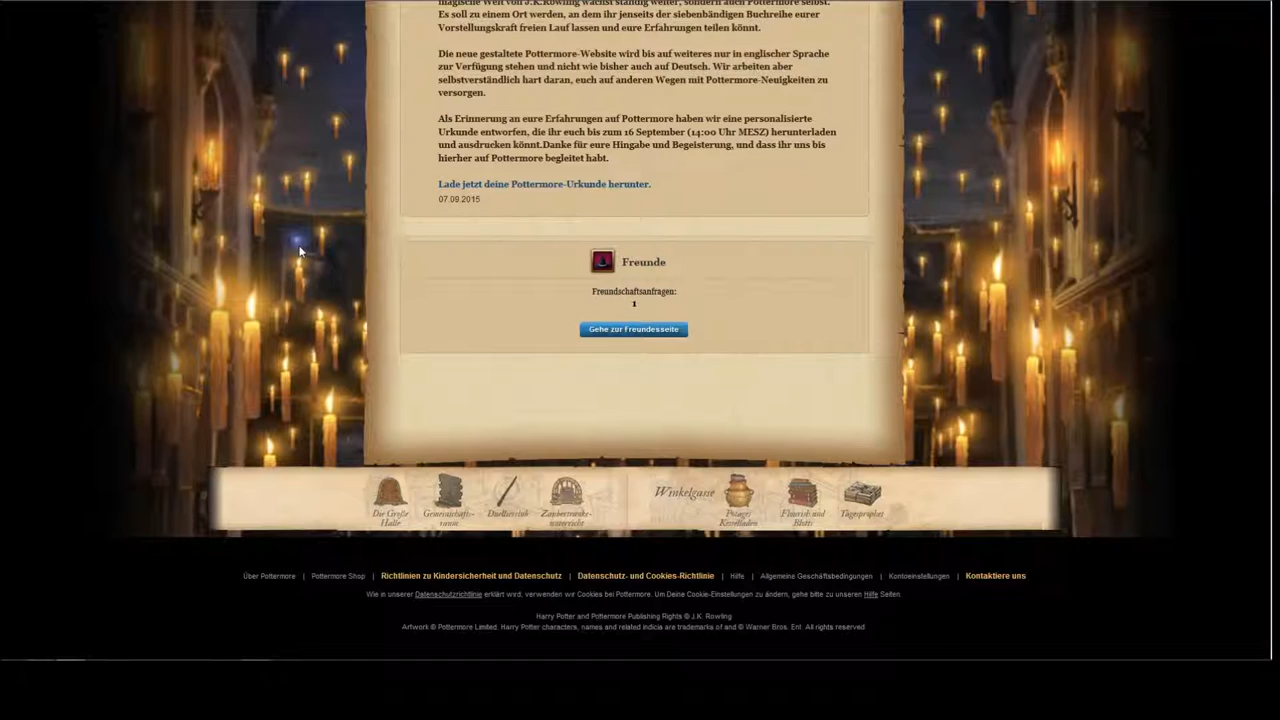 magische Welt von J.K.Rowling wächst ständig weiter, sondern auch Pottermore selbst.
Es soll zu einem Ort werden, an dem ihr jenseits der siebenbändigen Buchreihe eurer
Vorstellungskraft freien Lauf lassen und eure Erfahrungen teilen könnt.
Die neue gestaltete Pottermore-Website wird bis auf weiteres nur in englischer Sprache
zur Verfügung stehen und nicht wie bisher auch auf Deutsch. Wir arbeiten aber
selbstverständlich hart daran, euch auf anderen Wegen mit Pottermore-Neuigkeiten zu
versorgen.
Als Erinnerung an eure Erfahrungen auf Pottermore haben wir eine personalisierte
Urkunde entworfen, die ihr euch bis zum 16 September (14:00 Uhr MESZ) herunterladen
und ausdrucken könnt.Danke für eure Hingabe und Begeisterung, und dass ihr uns bis
hierher auf Pottermore begleitet habt.
Lade jetzt deine Pottermore-Urkunde herunter.
07.09.2015
Freunde
Freundschaftsanfragen:
1
Gehe zur Freundesseite
Die Große Halle
Gemeinschafts-raum
Duellierclub
Zaubertranke-unterricht
Winkelgasse
Potages Kesselladen
Flourish und Blotts
Tagesprophet
Über Pottermore | Pottermore Shop | Richtlinien zu Kindersicherheit und Datenschutz | Datenschutz- und Cookies-Richtlinie | Hilfe | Allgemeine Geschäftsbedingungen | Kontoeinstellungen | Kontaktiere uns
Wie in unserer Datenschutzrichtlinie erklärt wird, verwenden wir Cookies bei Pottermore. Um Deine Cookie-Einstellungen zu ändern, gehe bitte zu unseren Hilfe Seiten
Harry Potter and Pottermore Publishing Rights © J.K. Rowling
Artwork © Pottermore Limited. Harry Potter characters, names and related indicia are trademarks of and © Warner Bros. Ent. All rights reserved